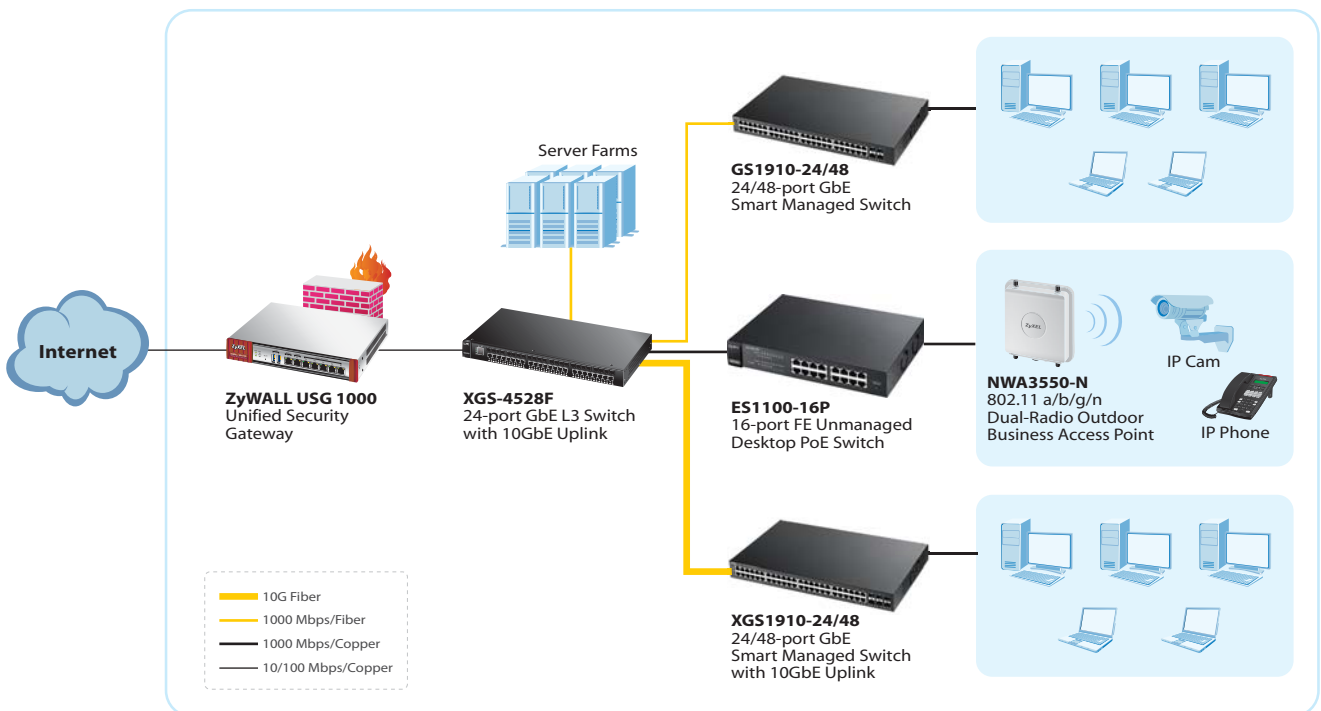 Server Farms
GS1910-24/48
24/48-port GbE
Smart Managed Switch
Internet
ZyXEL
ZyWALL USG 1000
Unified Security
Gateway
XGS-4528F
24-port GbE L3 Switch
with 10GbE Uplink
ES1100-16P
16-port FE Unmanaged
Desktop PoE Switch
ZyXEL
NWA3550-N
802.11 a/b/g/n
Dual-Radio Outdoor
Business Access Point
IP Cam
IP Phone
XGS1910-24/48
24/48-port GbE
Smart Managed Switch
with 10GbE Uplink
10G Fiber
1000 Mbps/Fiber
1000 Mbps/Copper
10/100 Mbps/Copper